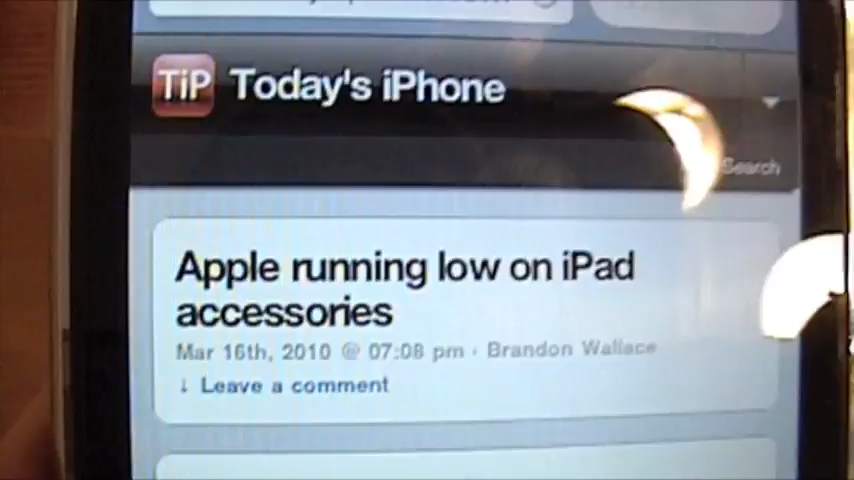 TiP Today's iPhone
Search
Apple running low on iPad
accessories
Mar 16th, 2010 @ 07:08 pm · Brandon Wallace
↓ Leave a comment